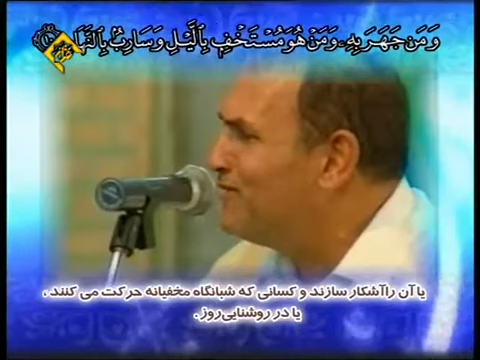 وَمَن جَهَرَ بِهِۦ وَمَنْ هُوَ مُسْتَخْفٍۭ بِٱلَّيْلِ وَسَارِبٌۢ بِٱلنَّهَارِ ١٠
یا آن را آشکار سازند و کسانی که شبانگاه مخفیانه حرکت می کنند ،
یا در روشنایی روز .